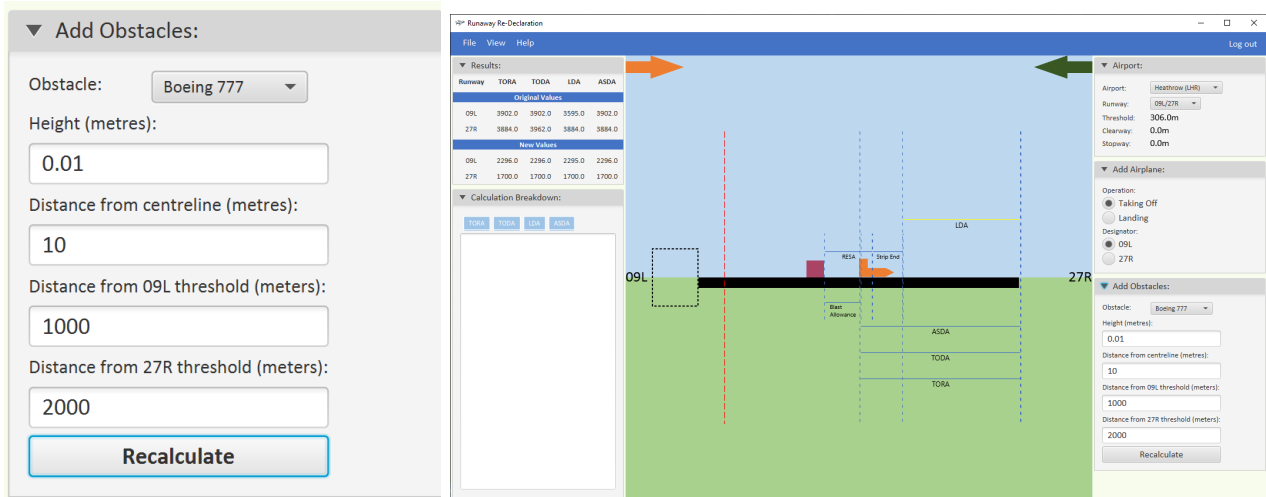 Add Obstacles:
Obstacle: Boeing 777
Height (metres):
0.01
Distance from centreline (metres):
10
Distance from 09L threshold (meters):
1000
Distance from 27R threshold (meters):
2000
Recalculate
Runaway Re-Declaration
File View Help Log out
Results:
Runway TORA TODA LDA ASDA
Original Values
09L 3902.0 3902.0 3595.0 3902.0
27R 3884.0 3962.0 3884.0 3884.0
New Values
09L 2296.0 2296.0 2295.0 2296.0
27R 1700.0 1700.0 1700.0 1700.0
Calculation Breakdown:
TORA TODA LDA ASDA
LDA
RESA Strip End
09L 27R
Blast
Allowance
ASDA
TODA
TORA
Airport:
Airport: Heathrow (LHR)
Runway: 09L/27R
Threshold: 306.0m
Clearway: 0.0m
Stopway: 0.0m
Add Airplane:
Operation:
Taking Off
Landing
Designator:
09L
27R
Add Obstacles:
Obstacle: Boeing 777
Height (metres):
0.01
Distance from centreline (metres):
10
Distance from 09L threshold (meters):
1000
Distance from 27R threshold (meters):
2000
Recalculate